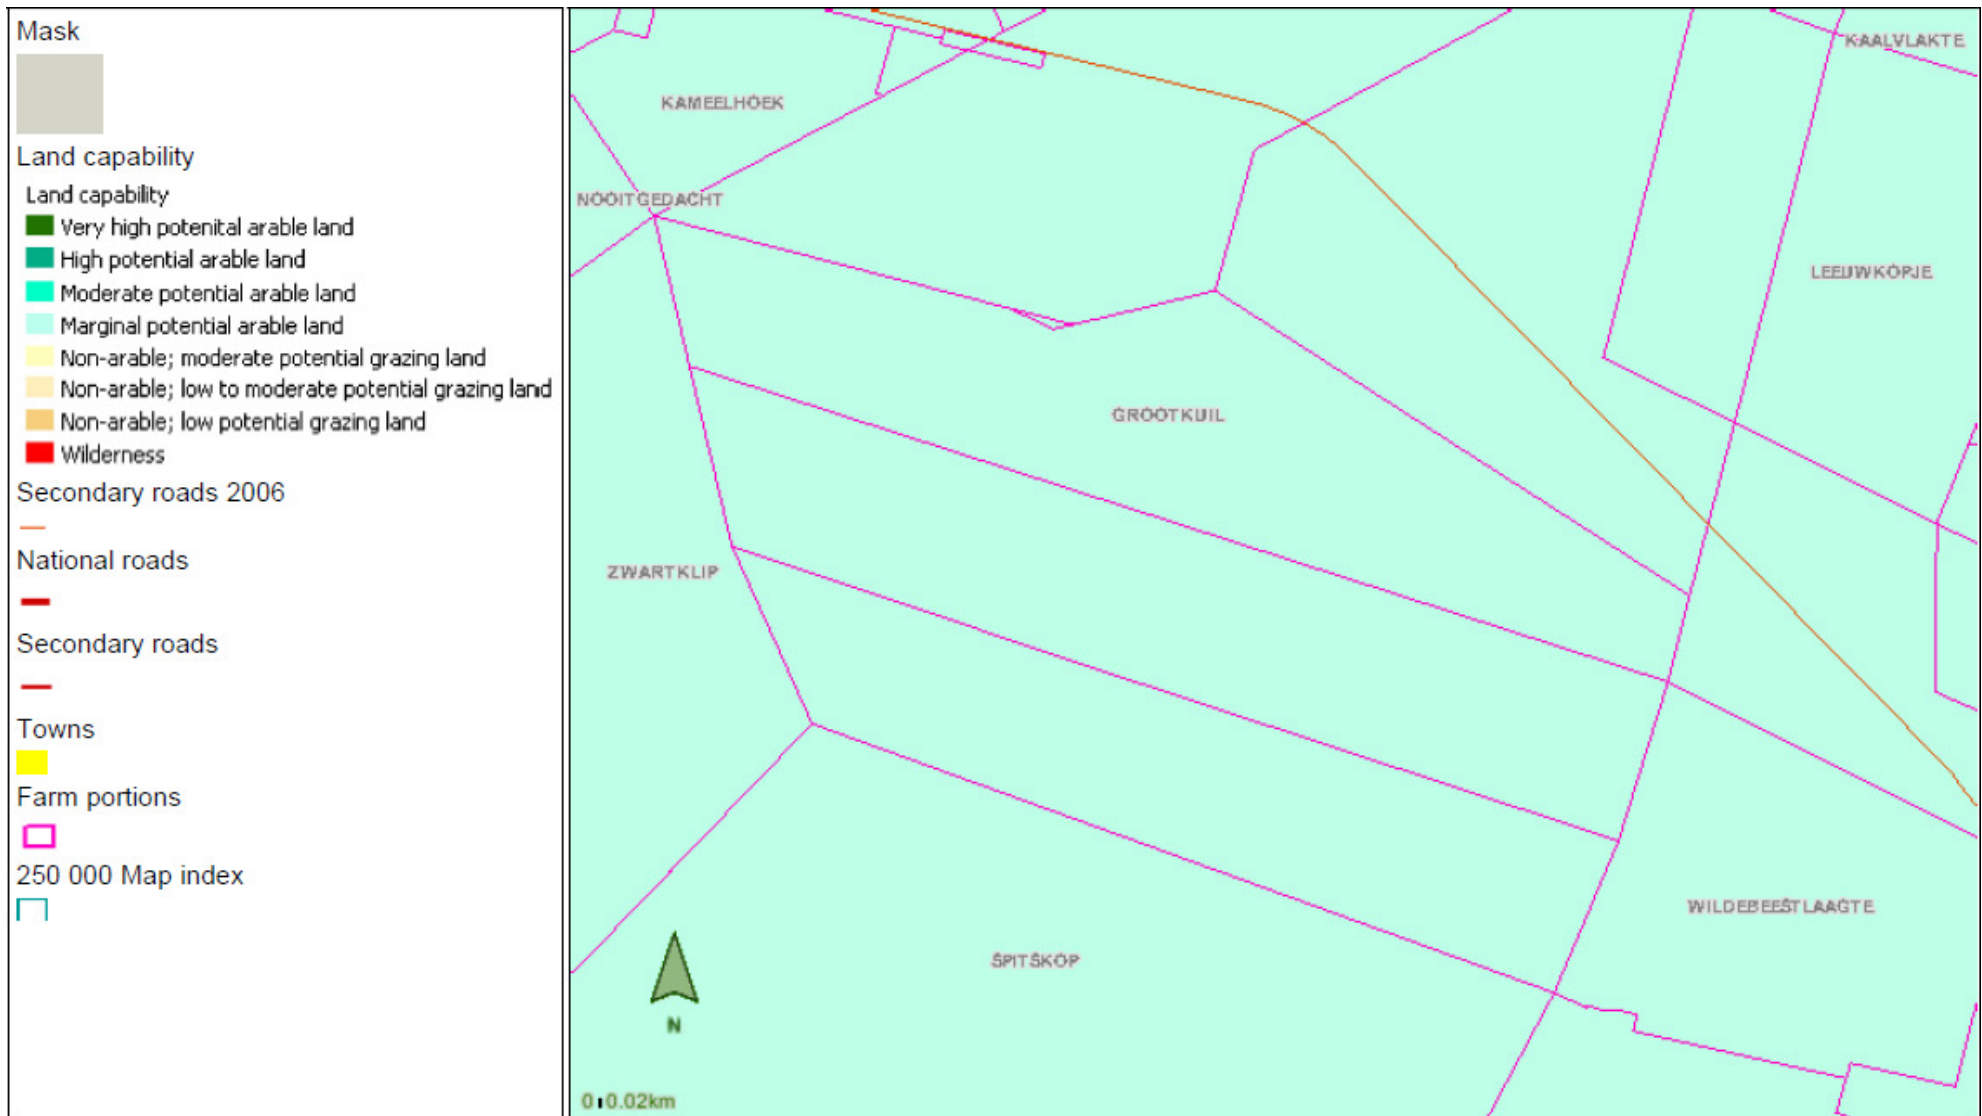 Mask
Land capability
Land capability
Very high potenital arable land
High potential arable land
Moderate potential arable land
Marginal potential arable land
Non-arable; moderate potential grazing land
Non-arable; low to moderate potential grazing land
Non-arable; low potential grazing land
Wilderness
Secondary roads 2006
National roads
Secondary roads
Towns
Farm portions
250 000 Map index
KAALVLAKTE
KAMEELHOEK
NOOITGEDACHT
LEEUWKOPJE
GROOTKUIL
ZWARTKLIP
WILDEBEESTLAAGTE
SPITSKOP
N
0 0.02km